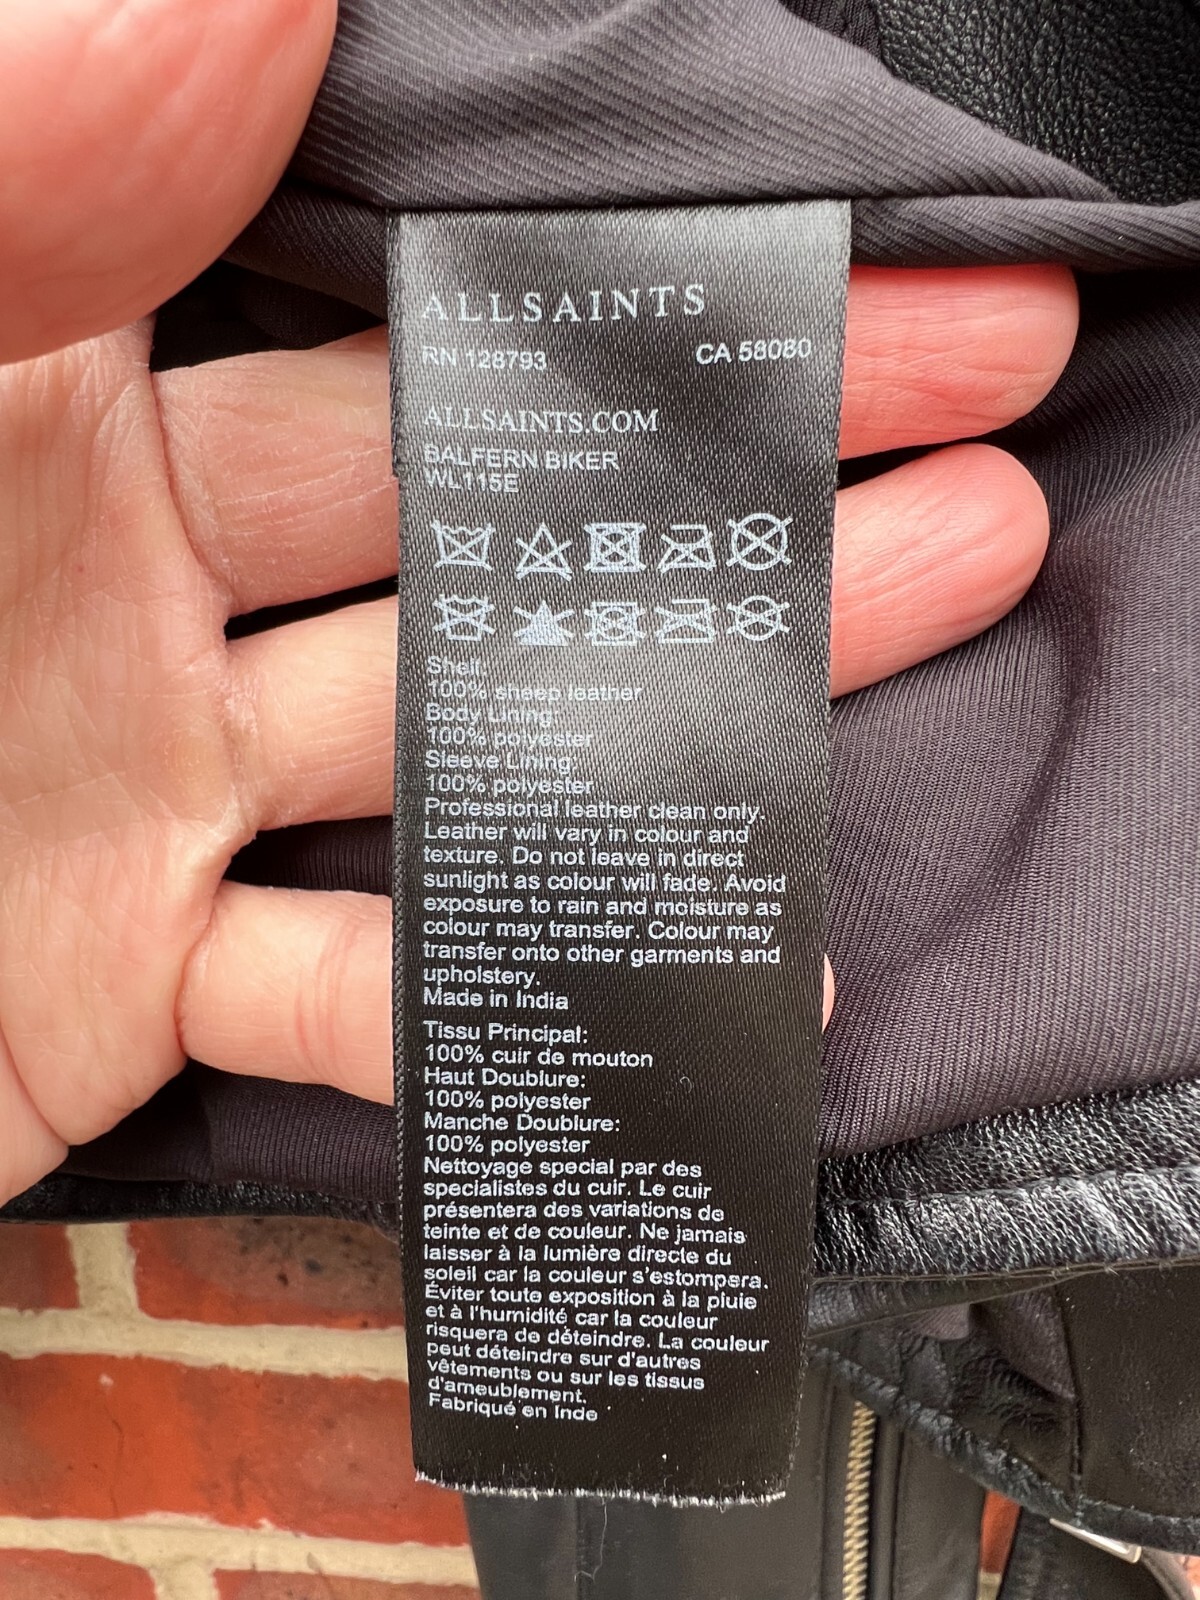 ALLSAINTS
RN 128793 CA 58080
ALLSAINTS.COM
BALFERN BIKER
WL115E
Shell:
100% sheep leather
Body Lining:
100% polyester
Sleeve Lining:
100% polyester
Professional leather clean only.
Leather will vary in colour and
texture. Do not leave in direct
sunlight as colour will fade. Avoid
exposure to rain and moisture as
colour may transfer. Colour may
transfer onto other garments and
upholstery.
Made in India
Tissu Principal:
100% cuir de mouton
Haut Doublure:
100% polyester
Manche Doublure:
100% polyester
Nettoyage special par des
specialistes du cuir. Le cuir
présentera des variations de
teinte et de couleur. Ne jamais
laisser à la lumière directe du
soleil car la couleur s'estompera.
Éviter toute exposition à la pluie
et à l'humidité car la couleur
risquera de déteindre. La couleur
peut déteindre sur d'autres
vêtements ou sur les tissus
d'ameublement.
Fabriqué en Inde